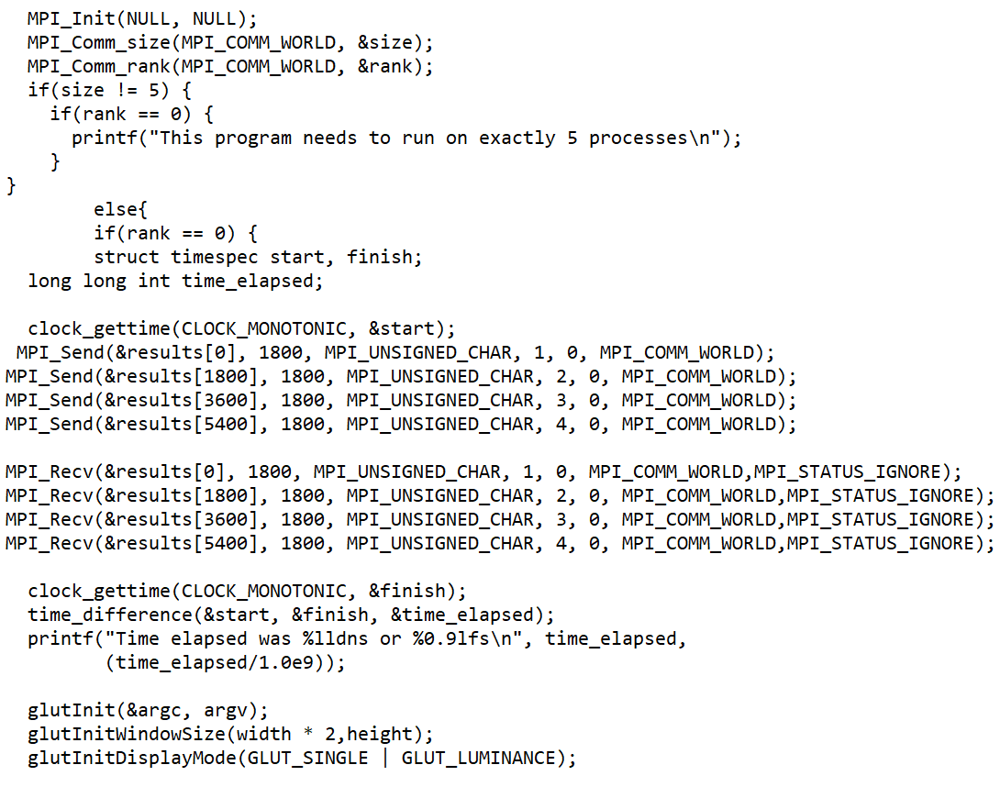 MPI_Init(NULL, NULL);
MPI_Comm_size(MPI_COMM_WORLD, &size);
MPI_Comm_rank(MPI_COMM_WORLD, &rank);
if(size != 5) {
if(rank == 0) {
printf("This program needs to run on exactly 5 processes\n");
}
}
else{
if(rank == 0) {
struct timespec start, finish;
long long int time_elapsed;
clock_gettime(CLOCK_MONOTONIC, &start);
MPI_Send(&results[0], 1800, MPI_UNSIGNED_CHAR, 1, 0, MPI_COMM_WORLD);
MPI_Send(&results[1800], 1800, MPI_UNSIGNED_CHAR, 2, 0, MPI_COMM_WORLD);
MPI_Send(&results[3600], 1800, MPI_UNSIGNED_CHAR, 3, 0, MPI_COMM_WORLD);
MPI_Send(&results[5400], 1800, MPI_UNSIGNED_CHAR, 4, 0, MPI_COMM_WORLD);
MPI_Recv(&results[0], 1800, MPI_UNSIGNED_CHAR, 1, 0, MPI_COMM_WORLD,MPI_STATUS_IGNORE);
MPI_Recv(&results[1800], 1800, MPI_UNSIGNED_CHAR, 2, 0, MPI_COMM_WORLD,MPI_STATUS_IGNORE);
MPI_Recv(&results[3600], 1800, MPI_UNSIGNED_CHAR, 3, 0, MPI_COMM_WORLD,MPI_STATUS_IGNORE);
MPI_Recv(&results[5400], 1800, MPI_UNSIGNED_CHAR, 4, 0, MPI_COMM_WORLD,MPI_STATUS_IGNORE);
clock_gettime(CLOCK_MONOTONIC, &finish);
time_difference(&start, &finish, &time_elapsed);
printf("Time elapsed was %lldns or %0.9lfs\n", time_elapsed,
(time_elapsed/1.0e9));
glutInit(&argc, argv);
glutInitWindowSize(width * 2,height);
glutInitDisplayMode(GLUT_SINGLE | GLUT_LUMINANCE);